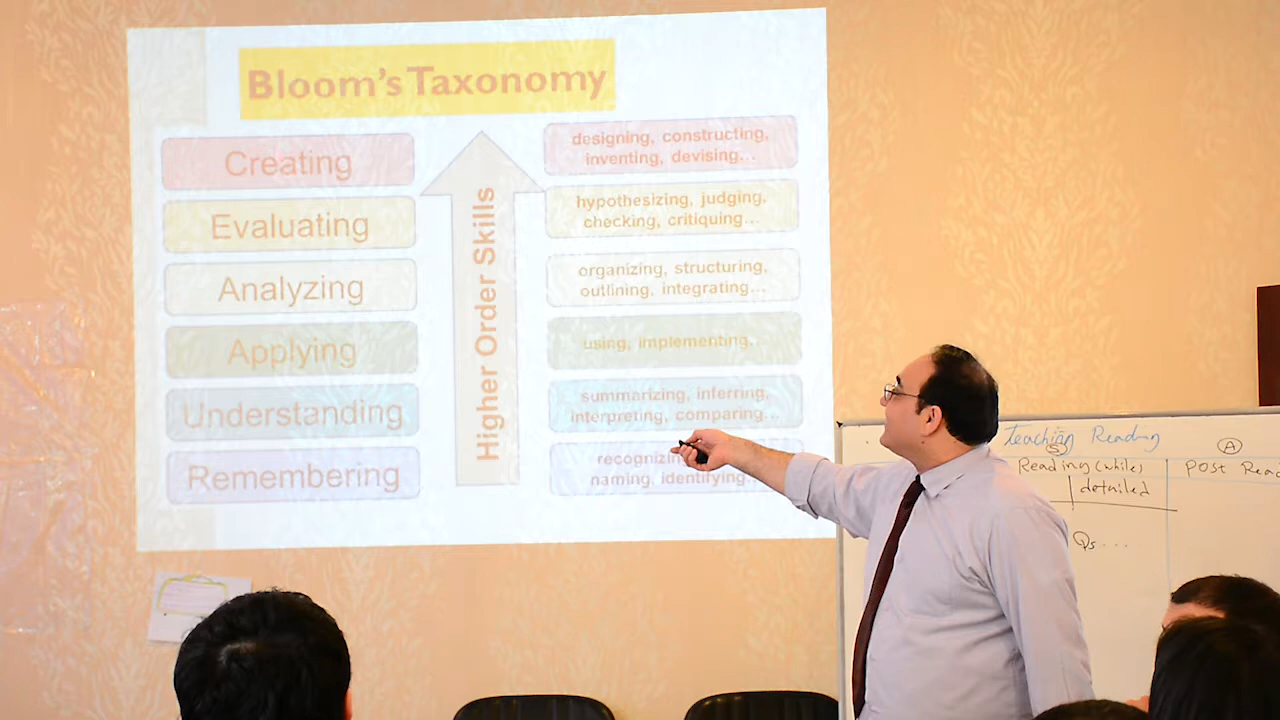 Bloom's Taxonomy
Creating
designing, constructing,
inventing, devising...
Evaluating
hypothesizing, judging,
checking, critiquing...
Analyzing
organizing, structuring,
outlining, integrating...
Applying
using, implementing...
Understanding
summarizing, inferring,
interpreting, comparing...
Remembering
recognizing
naming, identifying...
Higher Order Skills
Teaching Reading
S
A
Reading (while)
Post Rea
detailed
Qs...